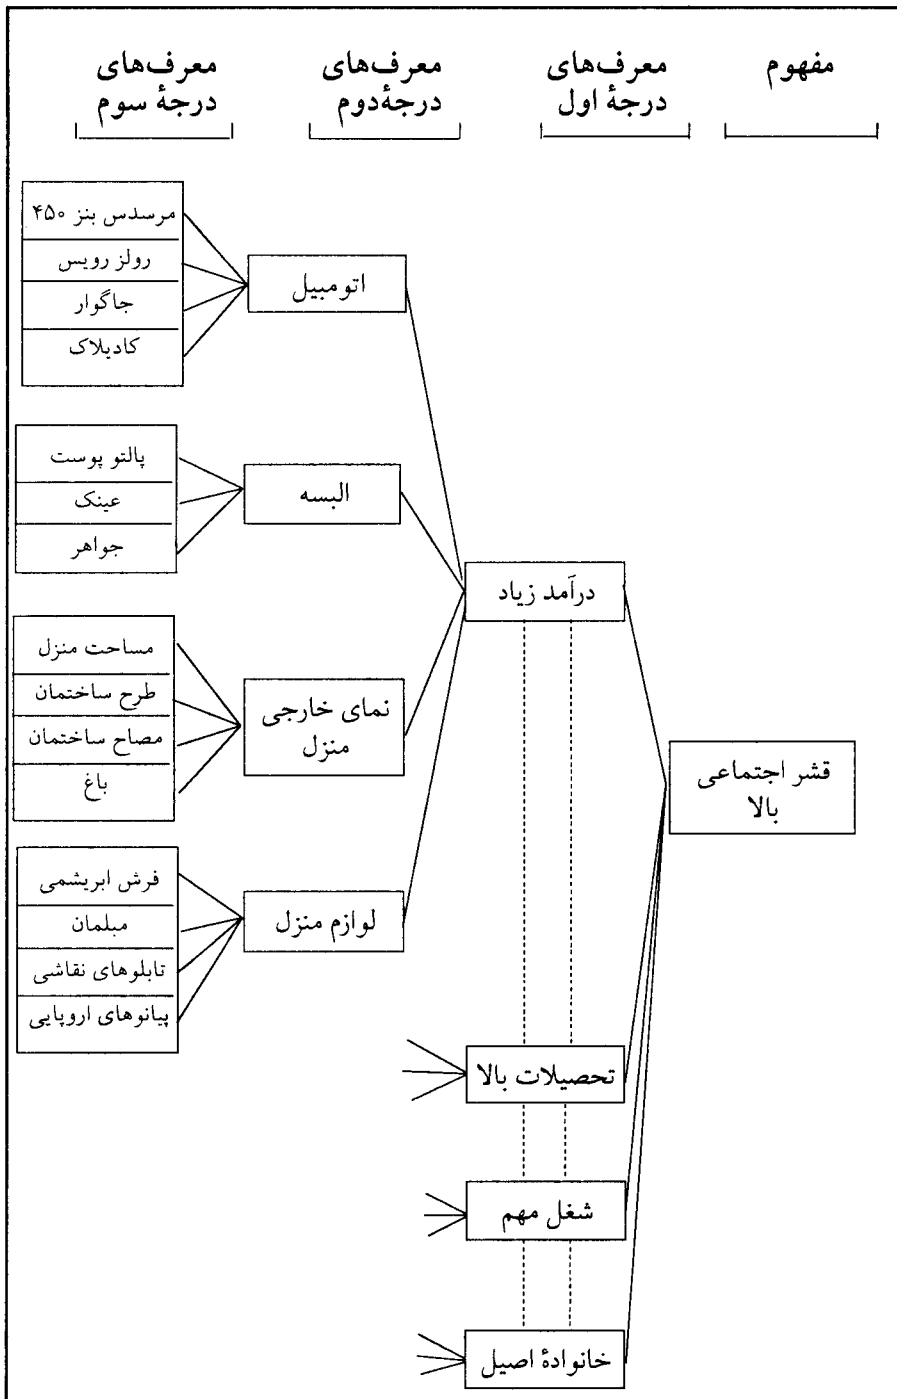 مفهوم
معرف‌های
درجهٔ اول
معرف‌های
درجهٔدوم
معرف‌های
درجهٔ سوم
قشر اجتماعی
بالا
درآمد زیاد
تحصیلات بالا
شغل مهم
خانوادهٔ اصیل
اتومبیل
البسه
نمای خارجی
منزل
لوازم منزل
مرسدس بنز ۴۵۰
رولز رویس
جاگوار
کادیلاک
پالتو پوست
عینک
جواهر
مساحت منزل
طرح ساختمان
مصاح ساختمان
باغ
فرش ابریشمی
مبلمان
تابلوهای نقاشی
پیانوهای اروپایی